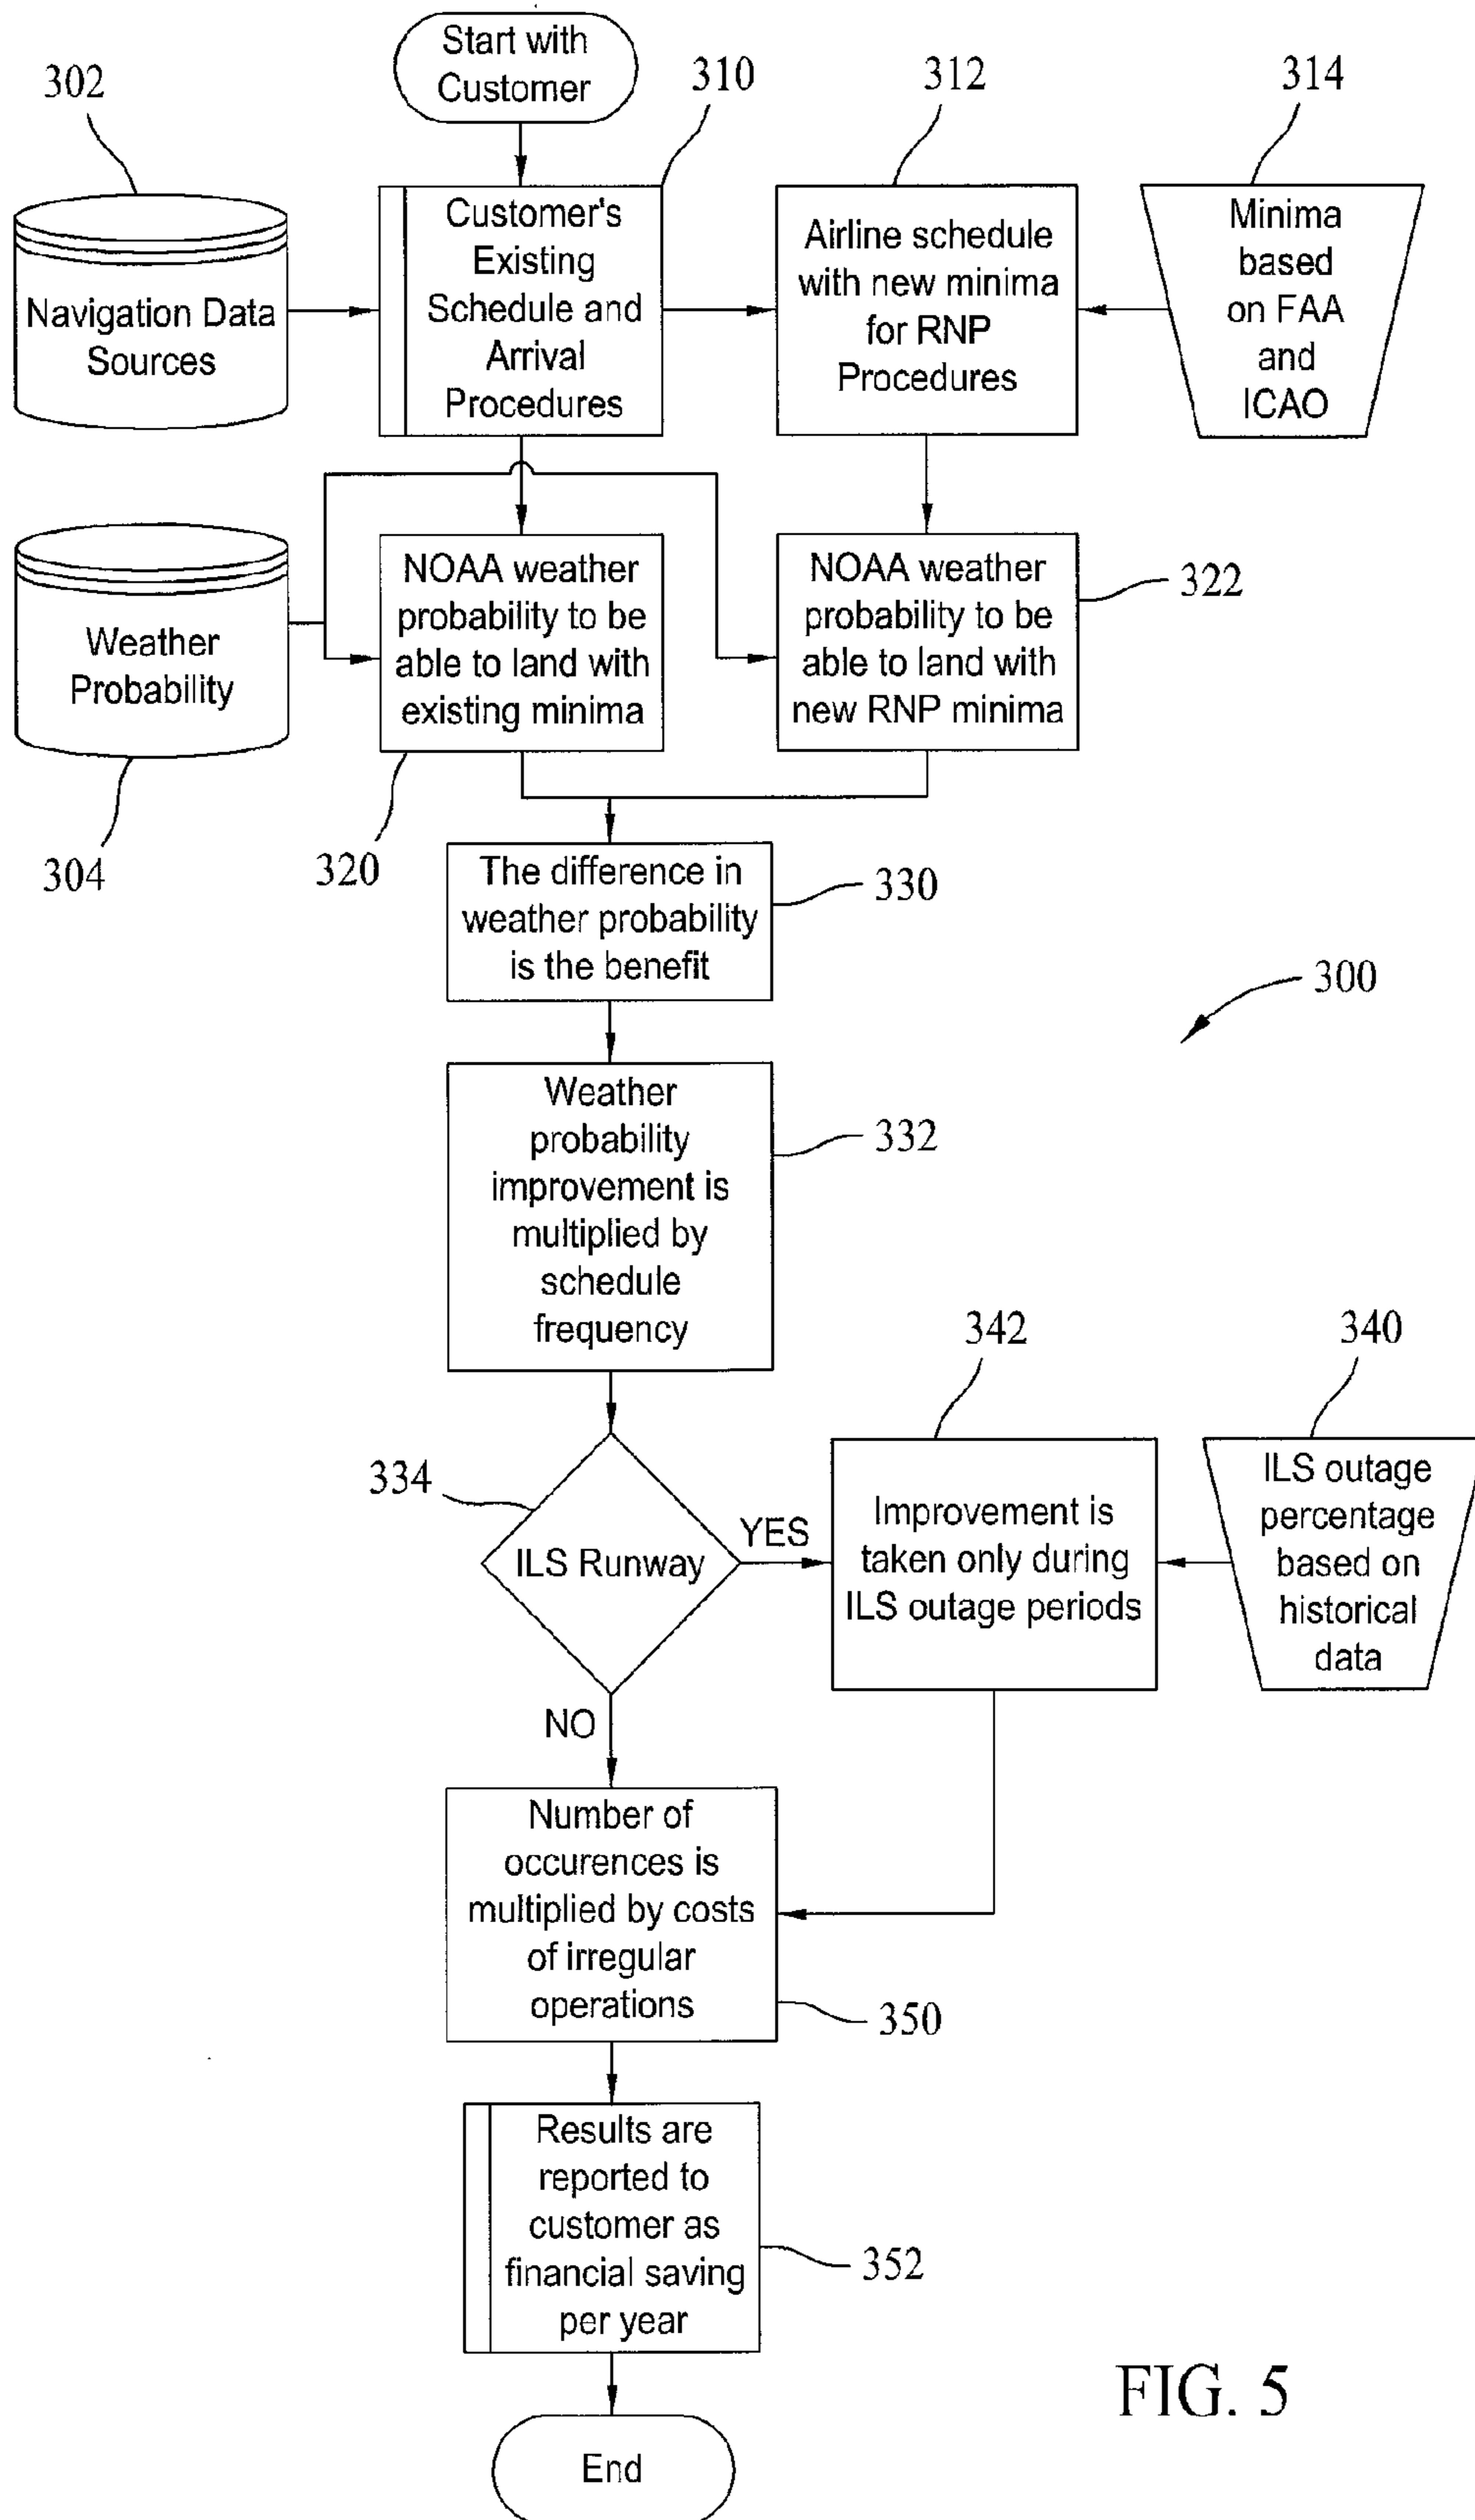 Start with
Customer
302
310
312
314
Navigation Data
Sources
Customer's
Existing
Schedule and
Arrival
Procedures
Airline schedule
with new minima
for RNP
Procedures
Minima
based
on FAA
and
ICAO
Weather
Probability
304
NOAA weather
probability to be
able to land with
existing minima
320
NOAA weather
probability to be
able to land with
new RNP minima
322
The difference in
weather probability
is the benefit
330
300
Weather
probability
improvement is
multiplied by
schedule
frequency
332
334
ILS Runway
YES
NO
342
Improvement is
taken only during
ILS outage periods
340
ILS outage
percentage
based on
historical
data
Number of
occurences is
multiplied by costs
of irregular
operations
350
Results are
reported to
customer as
financial saving
per year
352
End
FIG. 5